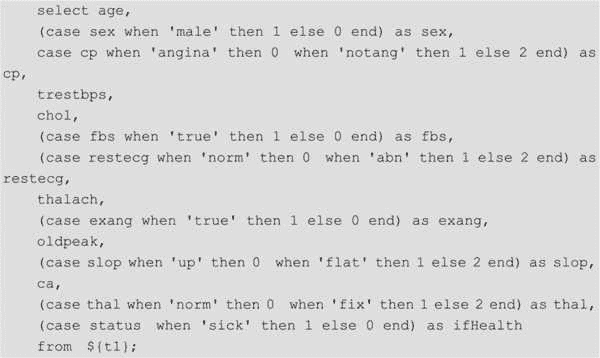 select age,
(case sex when 'male' then 1 else 0 end) as sex,
case cp when 'angina' then 0 when 'notang' then 1 else 2 end) as
cp,
trestbps,
chol,
(case fbs when 'true' then 1 else 0 end) as fbs,
(case restecg when 'norm' then 0 when 'abn' then 1 else 2 end) as
restecg,
thalach,
(case exang when 'true' then 1 else 0 end) as exang,
oldpeak,
(case slop when 'up' then 0 when 'flat' then 1 else 2 end) as slop,
ca,
(case thal when 'norm' then 0 when 'fix' then 1 else 2 end) as thal,
(case status when 'sick' then 1 else 0 end) as ifHealth
from ${t1};